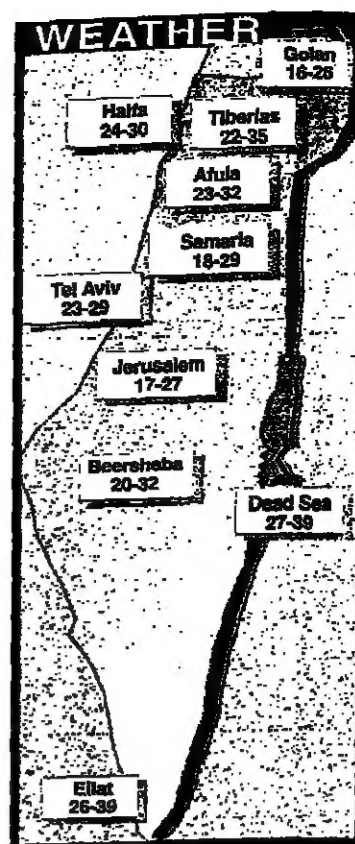 WEATHER
Golan
16-26
Haifa
24-30
Tiberias
22-35
Afula
23-32
Samaria
18-29
Tel Aviv
23-29
Jerusalem
17-27
Beersheba
20-32
Dead Sea
27-39
Eilat
26-39